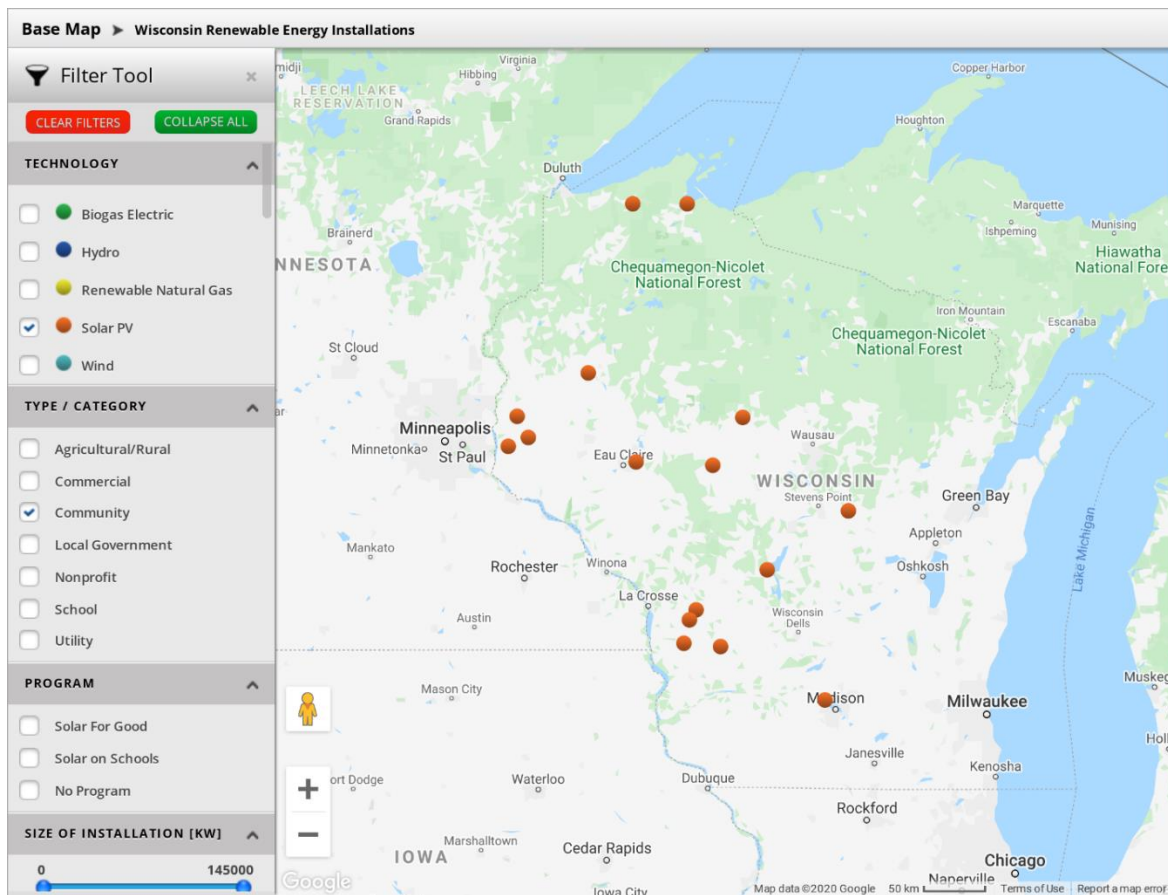 Base Map ➤ Wisconsin Renewable Energy Installations
Filter Tool ×
CLEAR FILTERS COLLAPSE ALL
TECHNOLOGY
Biogas Electric
Hydro
Renewable Natural Gas
Solar PV
Wind
TYPE / CATEGORY
Agricultural/Rural
Commercial
Community
Local Government
Nonprofit
School
Utility
PROGRAM
Solar For Good
Solar on Schools
No Program
SIZE OF INSTALLATION [KW]
0 145000
midji
Virginia
Hibbing
LEECH LAKE
RESERVATION
Grand Rapids
Copper Harbor
Houghton
Duluth
Marquette
Ishpeming
Munising
Brainerd
NNESOTA
Hiawatha
National Fore
Chequamegon-Nicolet
National Forest
Iron Mountain
Escanaba
Chequamegon-Nicolet
National Forest
St Cloud
ar
Minneapolis
Minnetonka
St Paul
Wausau
Eau Claire
WISCONSIN
Stevens Point
Green Bay
Appleton
Oshkosh
Lake Michigan
Mankato
Rochester
Winona
La Crosse
Wisconsin
Dells
Austin
Mason City
Madison
Milwaukee
Muskeg
Holl
Janesville
Kenosha
ort Dodge
Waterloo
Dubuque
Rockford
Marshalltown
IOWA
Cedar Rapids
Chicago
Naperville
Iowa City
+
−
Google
Map data ©2020 Google 50 km Terms of Use Report a map error